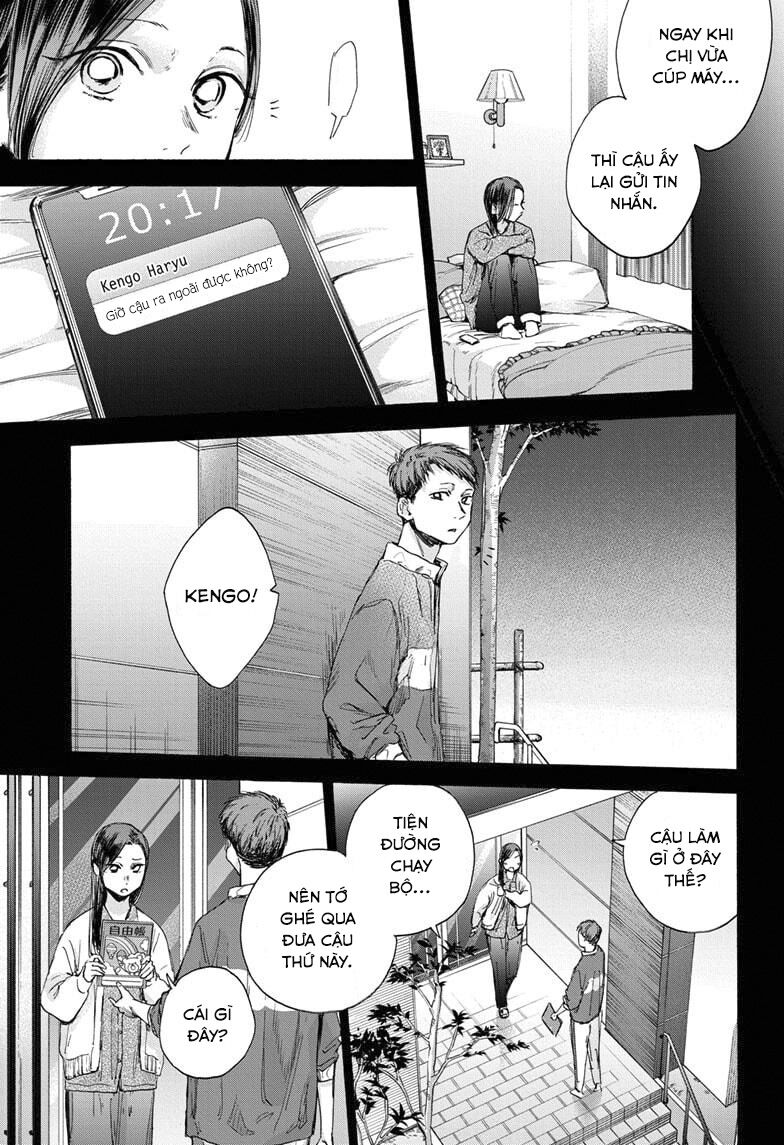 NGAY KHI
CHỊ VỪA
CÚP MÁY...
THÌ CẬU ẤY
LẠI GỬI TIN
NHẮN.
20:17
Kengo Haryu
Giờ cậu ra ngoài được không?
KENGO!
CẬU LÀM
GÌ Ở ĐÂY
THẾ?
TIỆN
ĐƯỜNG
CHẠY
BỘ...
NÊN TỚ
GHÉ QUA
ĐƯA CẬU
THỨ NÀY.
CÁI GÌ
ĐÂY?
自由帳